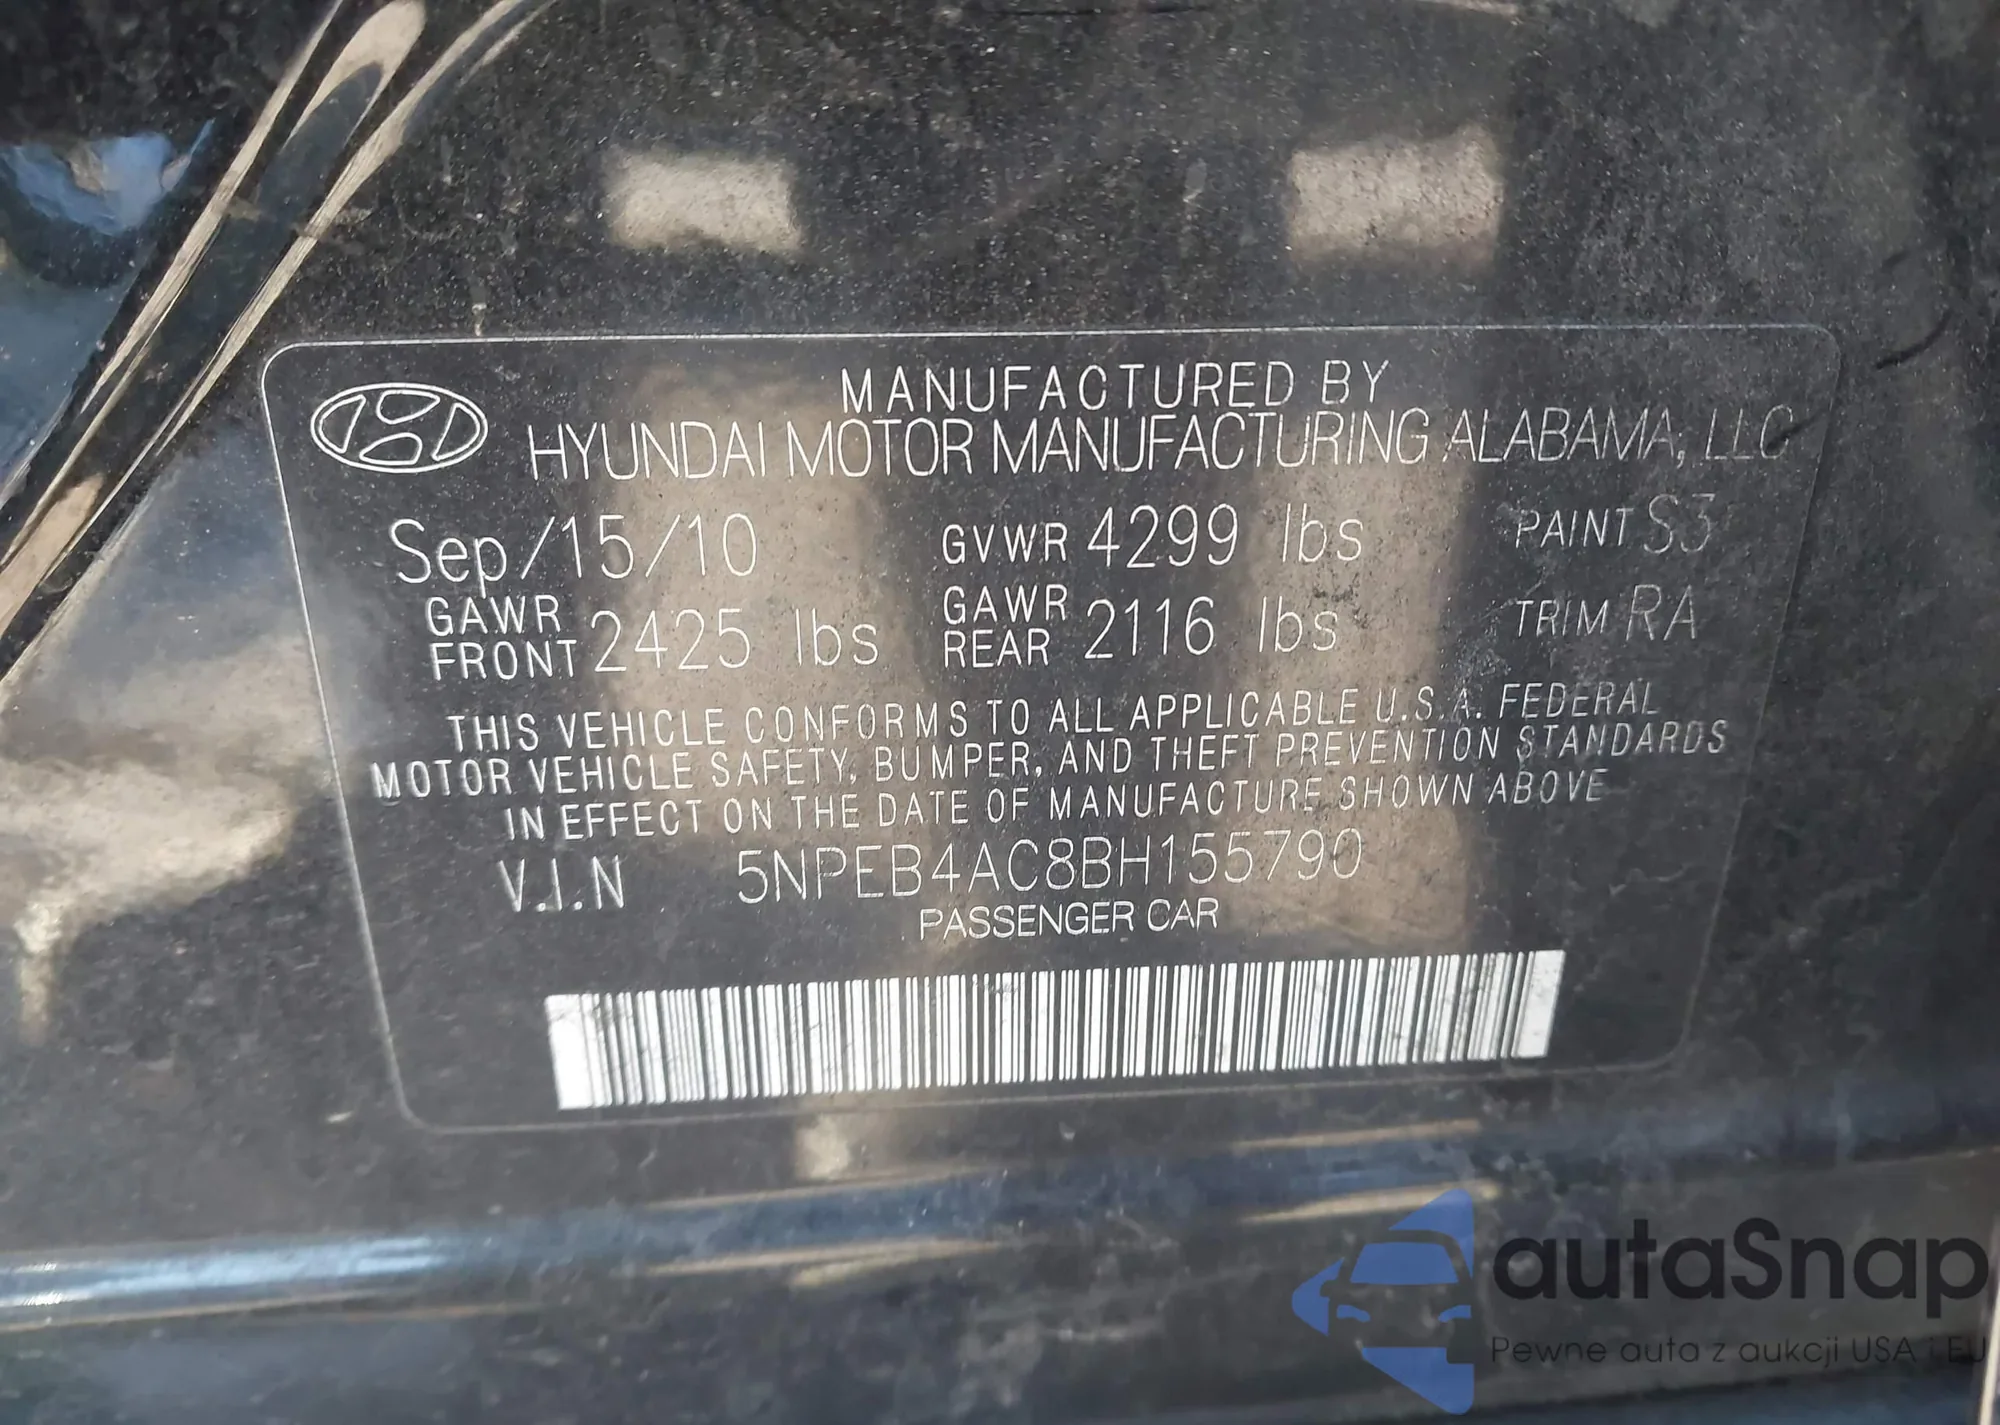 MANUFACTURED BY
HYUNDAI MOTOR MANUFACTURING ALABAMA, LLC
Sep/15/10 GVWR 4299 lbs PAINT S3
GAWR FRONT 2425 lbs GAWR REAR 2116 lbs TRIM RA
THIS VEHICLE CONFORMS TO ALL APPLICABLE U.S.A. FEDERAL
MOTOR VEHICLE SAFETY, BUMPER, AND THEFT PREVENTION STANDARDS
IN EFFECT ON THE DATE OF MANUFACTURE SHOWN ABOVE
V.I.N 5NPEB4AC8BH155790
PASSENGER CAR
autaSnap
Pewne auta z aukcji USA i EU